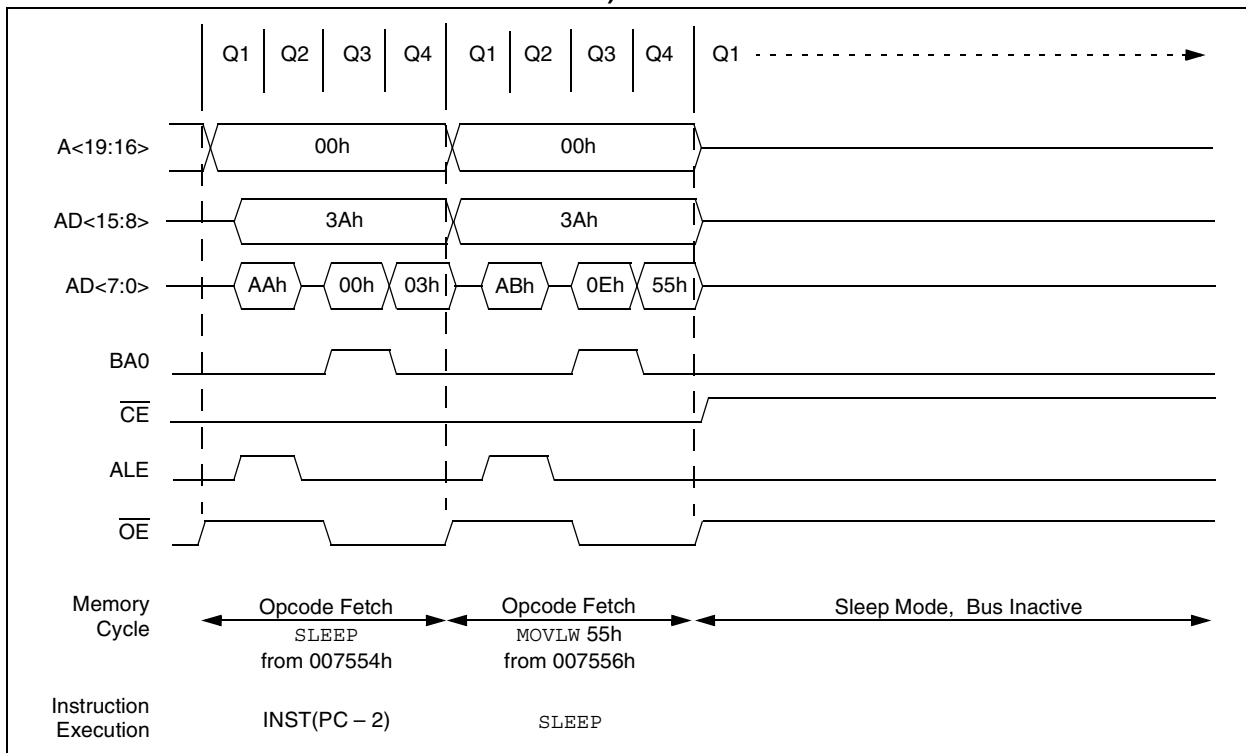 Q1 Q2 Q3 Q4 Q1 Q2 Q3 Q4 Q1
A<19:16> 00h 00h
AD<15:8> 3Ah 3Ah
AD<7:0> AAh 00h 03h ABh 0Eh 55h
BA0
CE
ALE
OE
Memory Cycle
Opcode Fetch
SLEEP
from 007554h
Opcode Fetch
MOVLW 55h
from 007556h
Sleep Mode, Bus Inactive
Instruction Execution
INST(PC – 2)
SLEEP